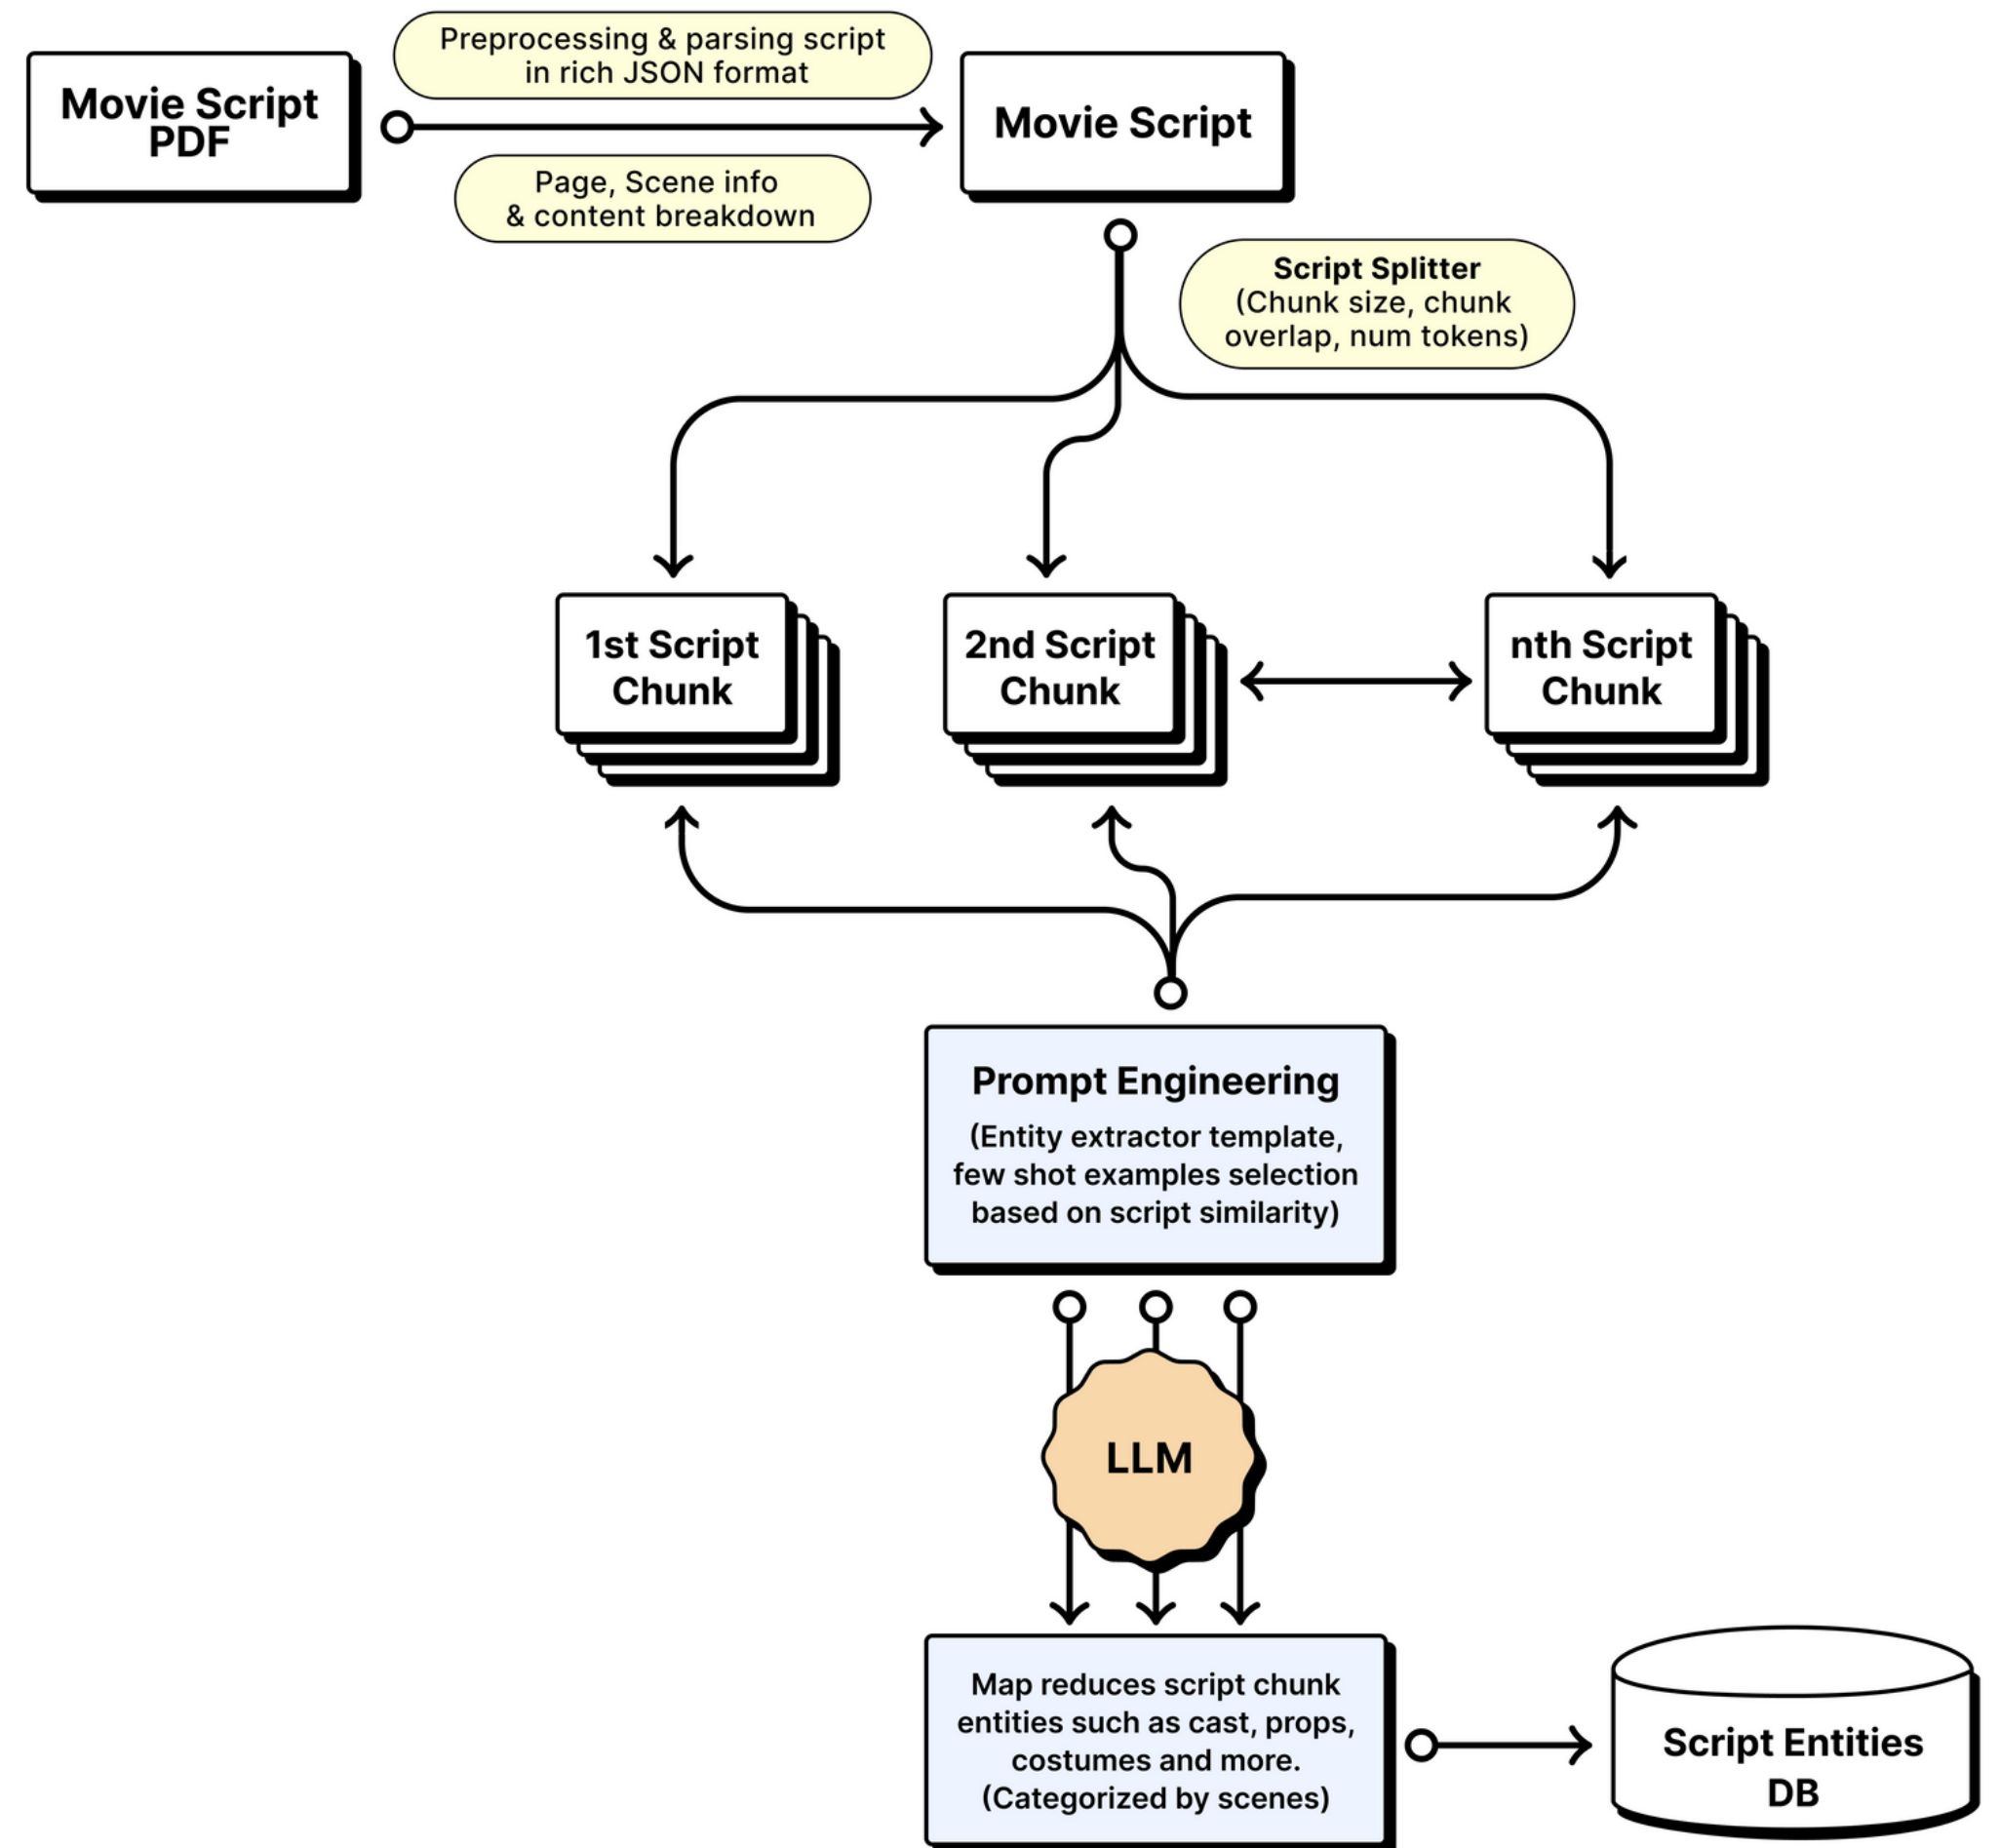 Preprocessing & parsing script
in rich JSON format
Movie Script
PDF
Movie Script
Page, Scene info
& content breakdown
Script Splitter
(Chunk size, chunk
overlap, num tokens)
1st Script
Chunk
2nd Script
Chunk
nth Script
Chunk
Prompt Engineering
(Entity extractor template,
few shot examples selection
based on script similarity)
LLM
Map reduces script chunk
entities such as cast, props,
costumes and more.
(Categorized by scenes)
Script Entities
DB